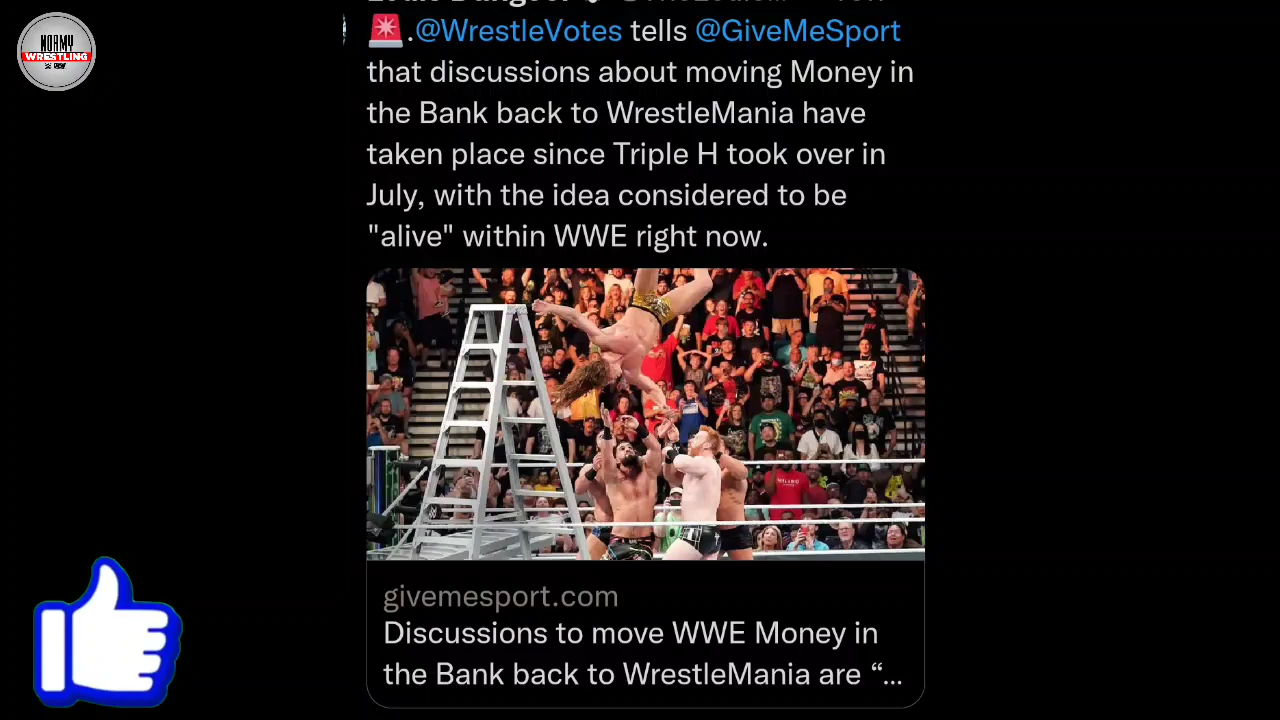 NORMY
WRESTLING
.@WrestleVotes tells @GiveMeSport
that discussions about moving Money in
the Bank back to WrestleMania have
taken place since Triple H took over in
July, with the idea considered to be
"alive" within WWE right now.
givemesport.com
Discussions to move WWE Money in
the Bank back to WrestleMania are “...